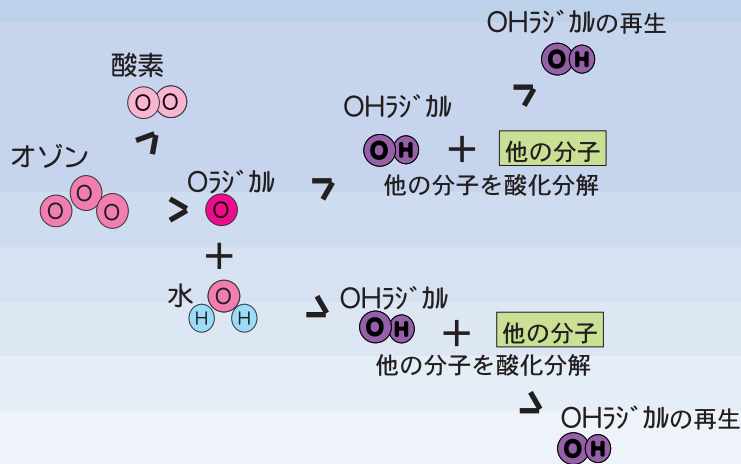 OHﾗｼﾞｶﾙの再生
OH
酸素
OO
OHﾗｼﾞｶﾙ
OH
+
他の分子
他の分子を酸化分解
オゾン
OOO
>
Oﾗｼﾞｶﾙ
O
+
水
O
H H
OHﾗｼﾞｶﾙ
OH
+
他の分子
他の分子を酸化分解
OHﾗｼﾞｶﾙの再生
OH